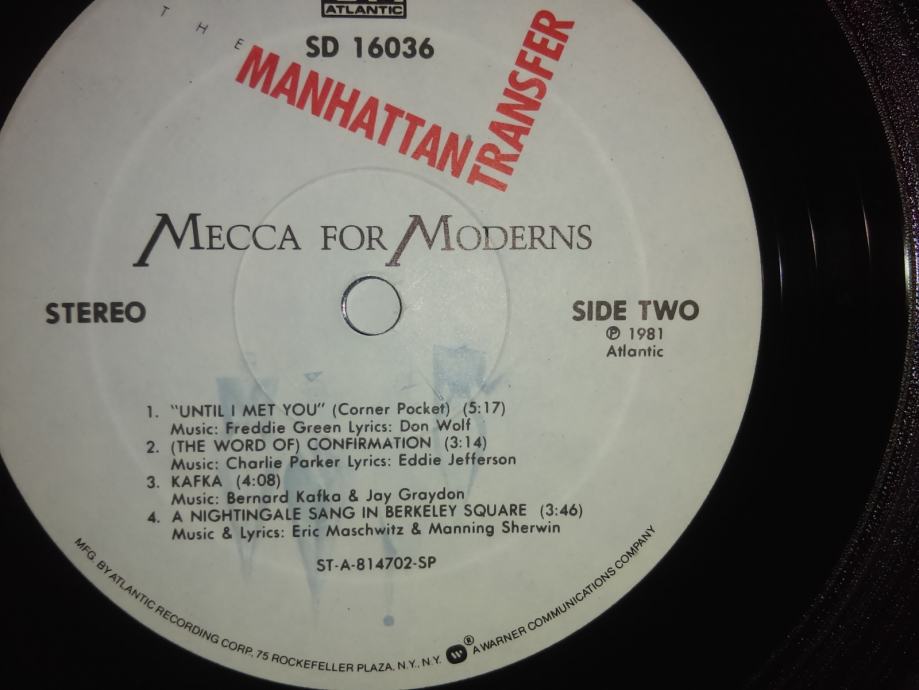 ATLANTIC
SD 16036
THE
MANHATTAN
TRANSFER
MECCA FOR MODERNS
STEREO
SIDE TWO
℗ 1981
Atlantic
1. "UNTIL I MET YOU" (Corner Pocket) (5:17)
Music: Freddie Green Lyrics: Don Wolf
2. (THE WORD OF) CONFIRMATION (3:14)
Music: Charlie Parker Lyrics: Eddie Jefferson
3. KAFKA (4:08)
Music: Bernard Kafka & Jay Graydon
4. A NIGHTINGALE SANG IN BERKELEY SQUARE (3:46)
Music & Lyrics: Eric Maschwitz & Manning Sherwin
ST-A-814702-SP
MFG. BY ATLANTIC RECORDING CORP., 75 ROCKEFELLER PLAZA, N.Y., N.Y. ® A WARNER COMMUNICATIONS COMPANY